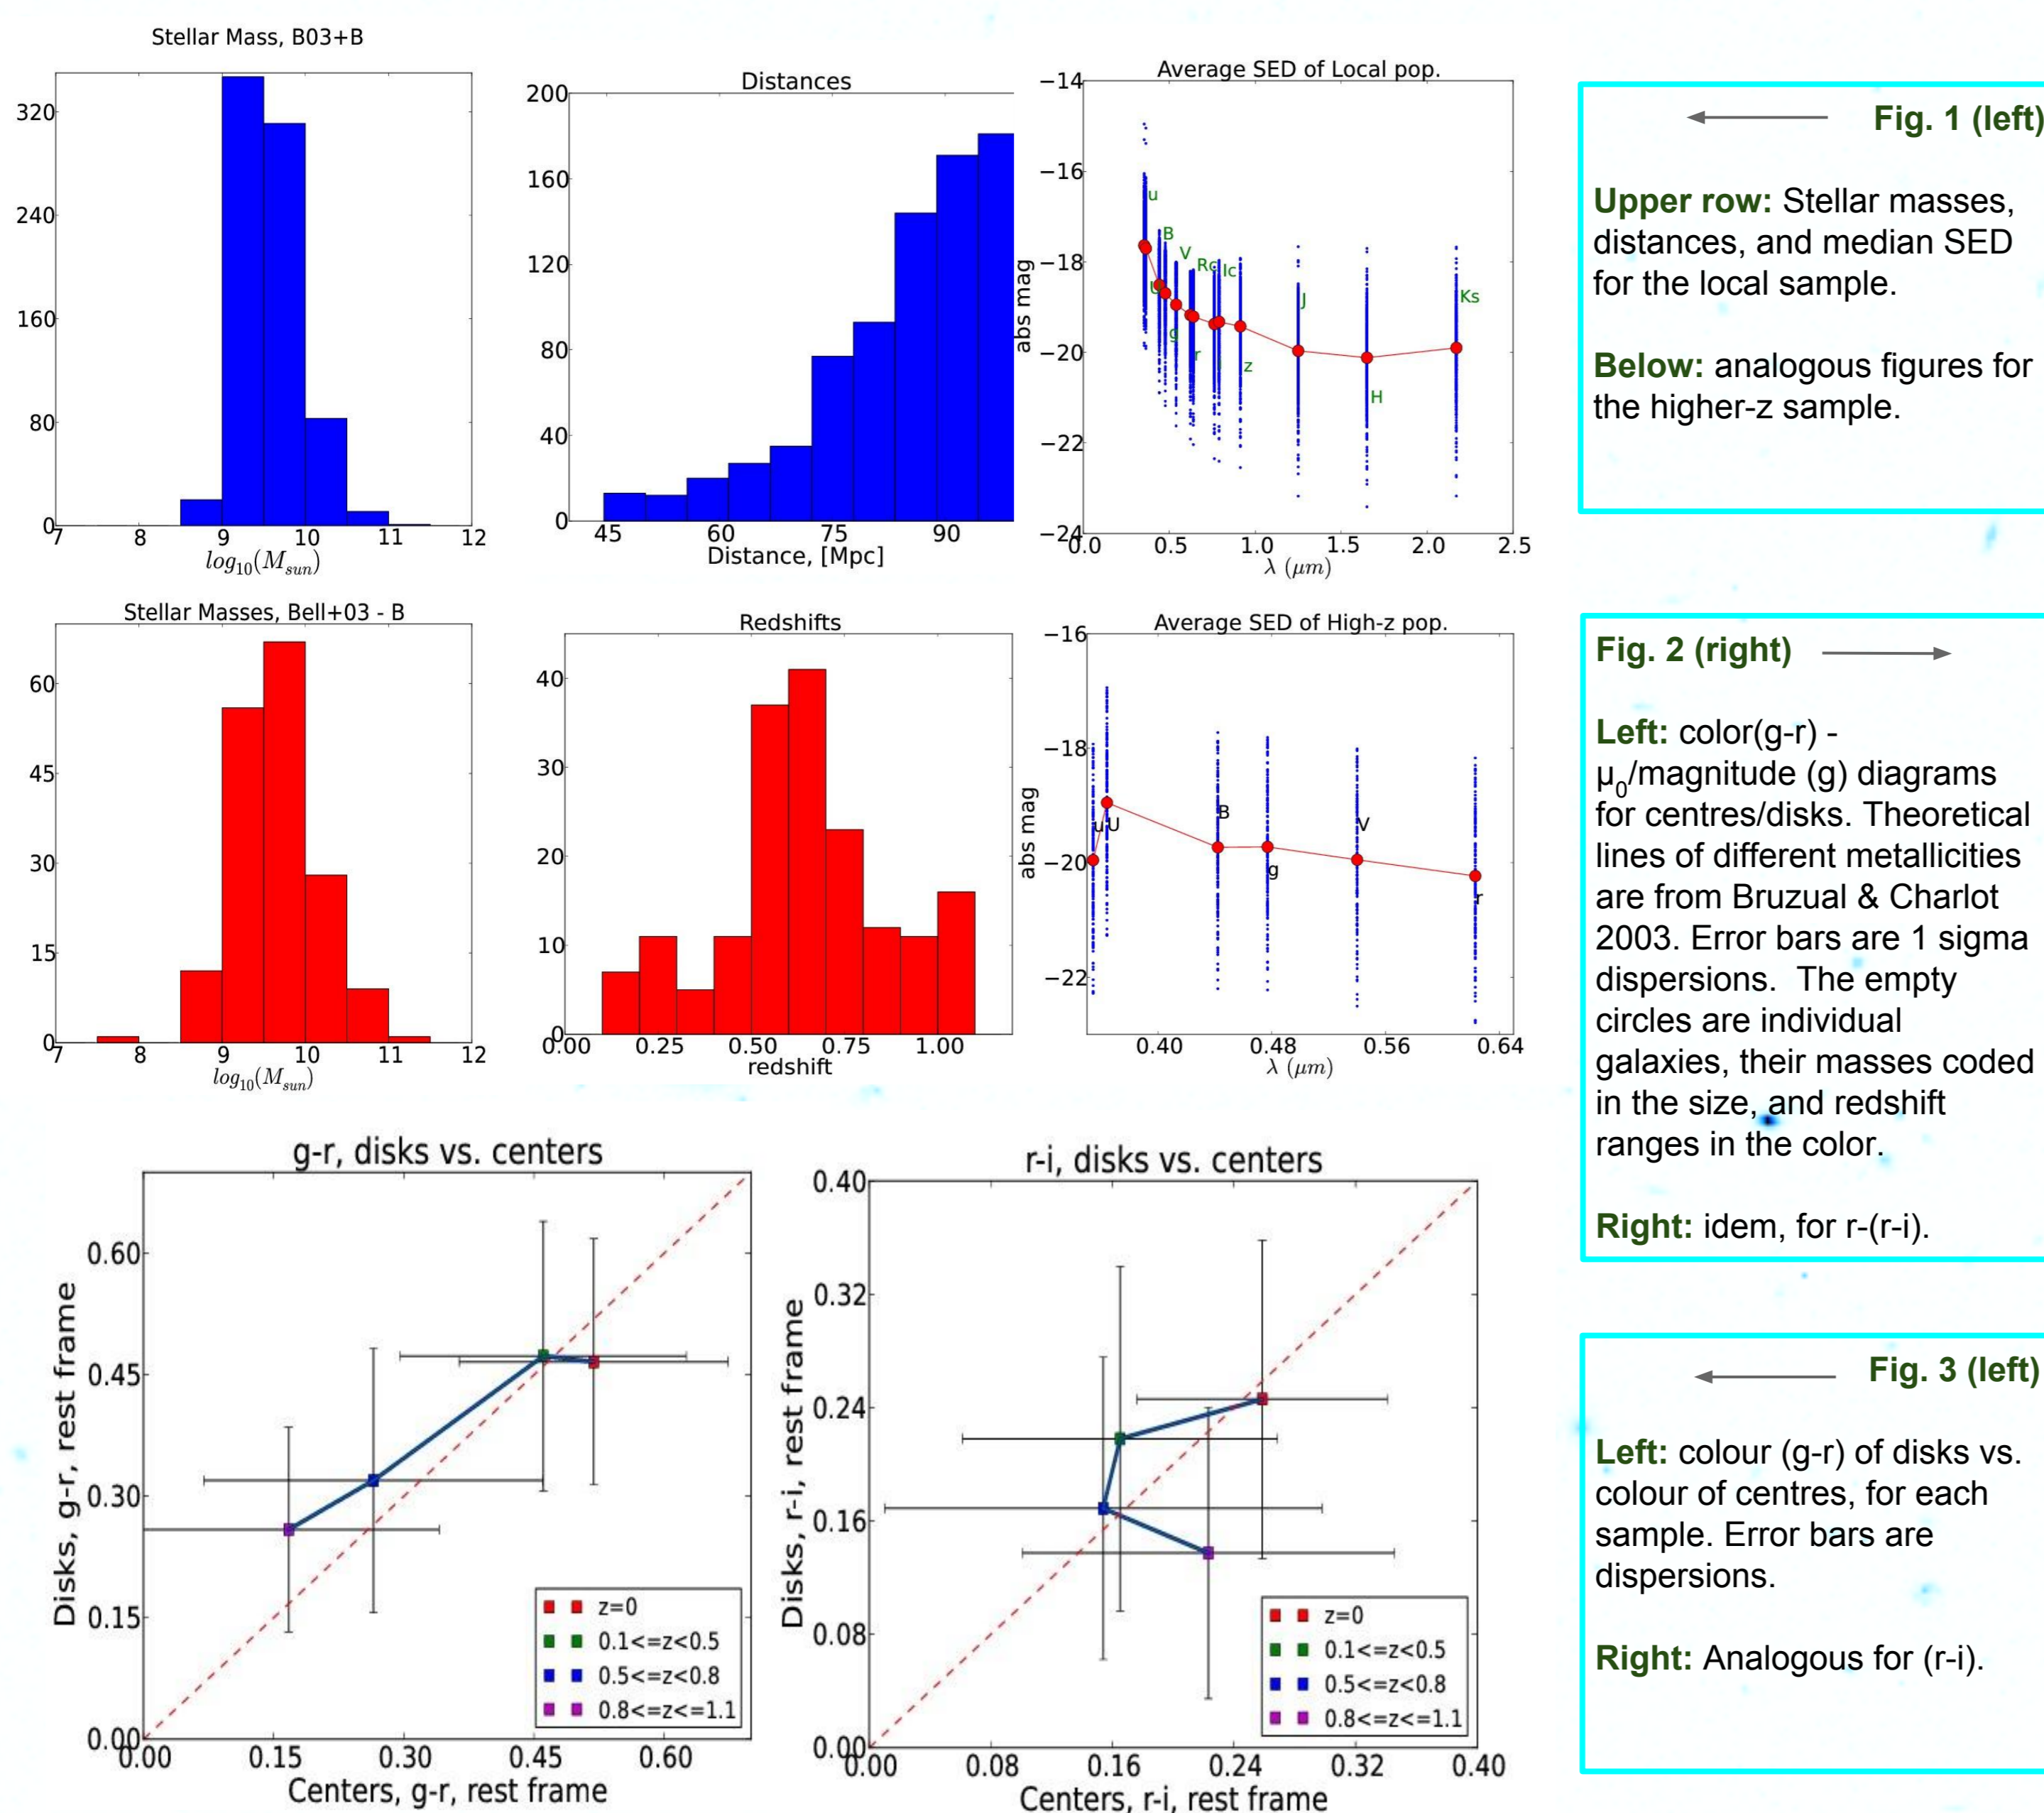 Stellar Mass, B03+B
320
240
160
80
0
7 8 9 10 11 12
log10(Msun)
Distances
200
160
120
80
40
0
45 60 75 90
Distance, [Mpc]
Average SED of Local pop.
−14
−16
−18
−20
−22
−24
abs mag
u
B
V
Rc
Ic
U
g
r
i
z
J
H
Ks
0.0 0.5 1.0 1.5 2.0 2.5
λ (μm)
Fig. 1 (left)
Upper row: Stellar masses,
distances, and median SED
for the local sample.
Below: analogous figures for
the higher-z sample.
Stellar Masses, Bell+03 - B
60
45
30
15
0
7 8 9 10 11 12
log10(Msun)
Redshifts
40
30
20
10
0
0.00 0.25 0.50 0.75 1.00
redshift
Average SED of High-z pop.
−16
−18
−20
−22
abs mag
u
U
B
g
V
r
0.40 0.48 0.56 0.64
λ (μm)
Fig. 2 (right)
Left: color(g-r) -
μ0/magnitude (g) diagrams
for centres/disks. Theoretical
lines of different metallicities
are from Bruzual & Charlot
2003. Error bars are 1 sigma
dispersions. The empty
circles are individual
galaxies, their masses coded
in the size, and redshift
ranges in the color.
Right: idem, for r-(r-i).
g-r, disks vs. centers
0.60
0.45
0.30
0.15
0.00
Disks, g-r, rest frame
z=0
0.1<=z<0.5
0.5<=z<0.8
0.8<=z<=1.1
0.00 0.15 0.30 0.45 0.60
Centers, g-r, rest frame
r-i, disks vs. centers
0.40
0.32
0.24
0.16
0.08
0.00
Disks, r-i, rest frame
z=0
0.1<=z<0.5
0.5<=z<0.8
0.8<=z<=1.1
0.00 0.08 0.16 0.24 0.32 0.40
Centers, r-i, rest frame
Fig. 3 (left)
Left: colour (g-r) of disks vs.
colour of centres, for each
sample. Error bars are
dispersions.
Right: Analogous for (r-i).